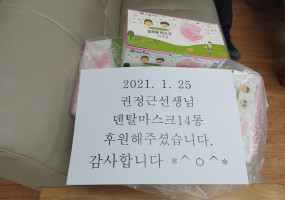 2021. 1. 25
권정근선생님
덴탈마스크14통
후원해주셨습니다.
감사합니다 *^ㅇ^*